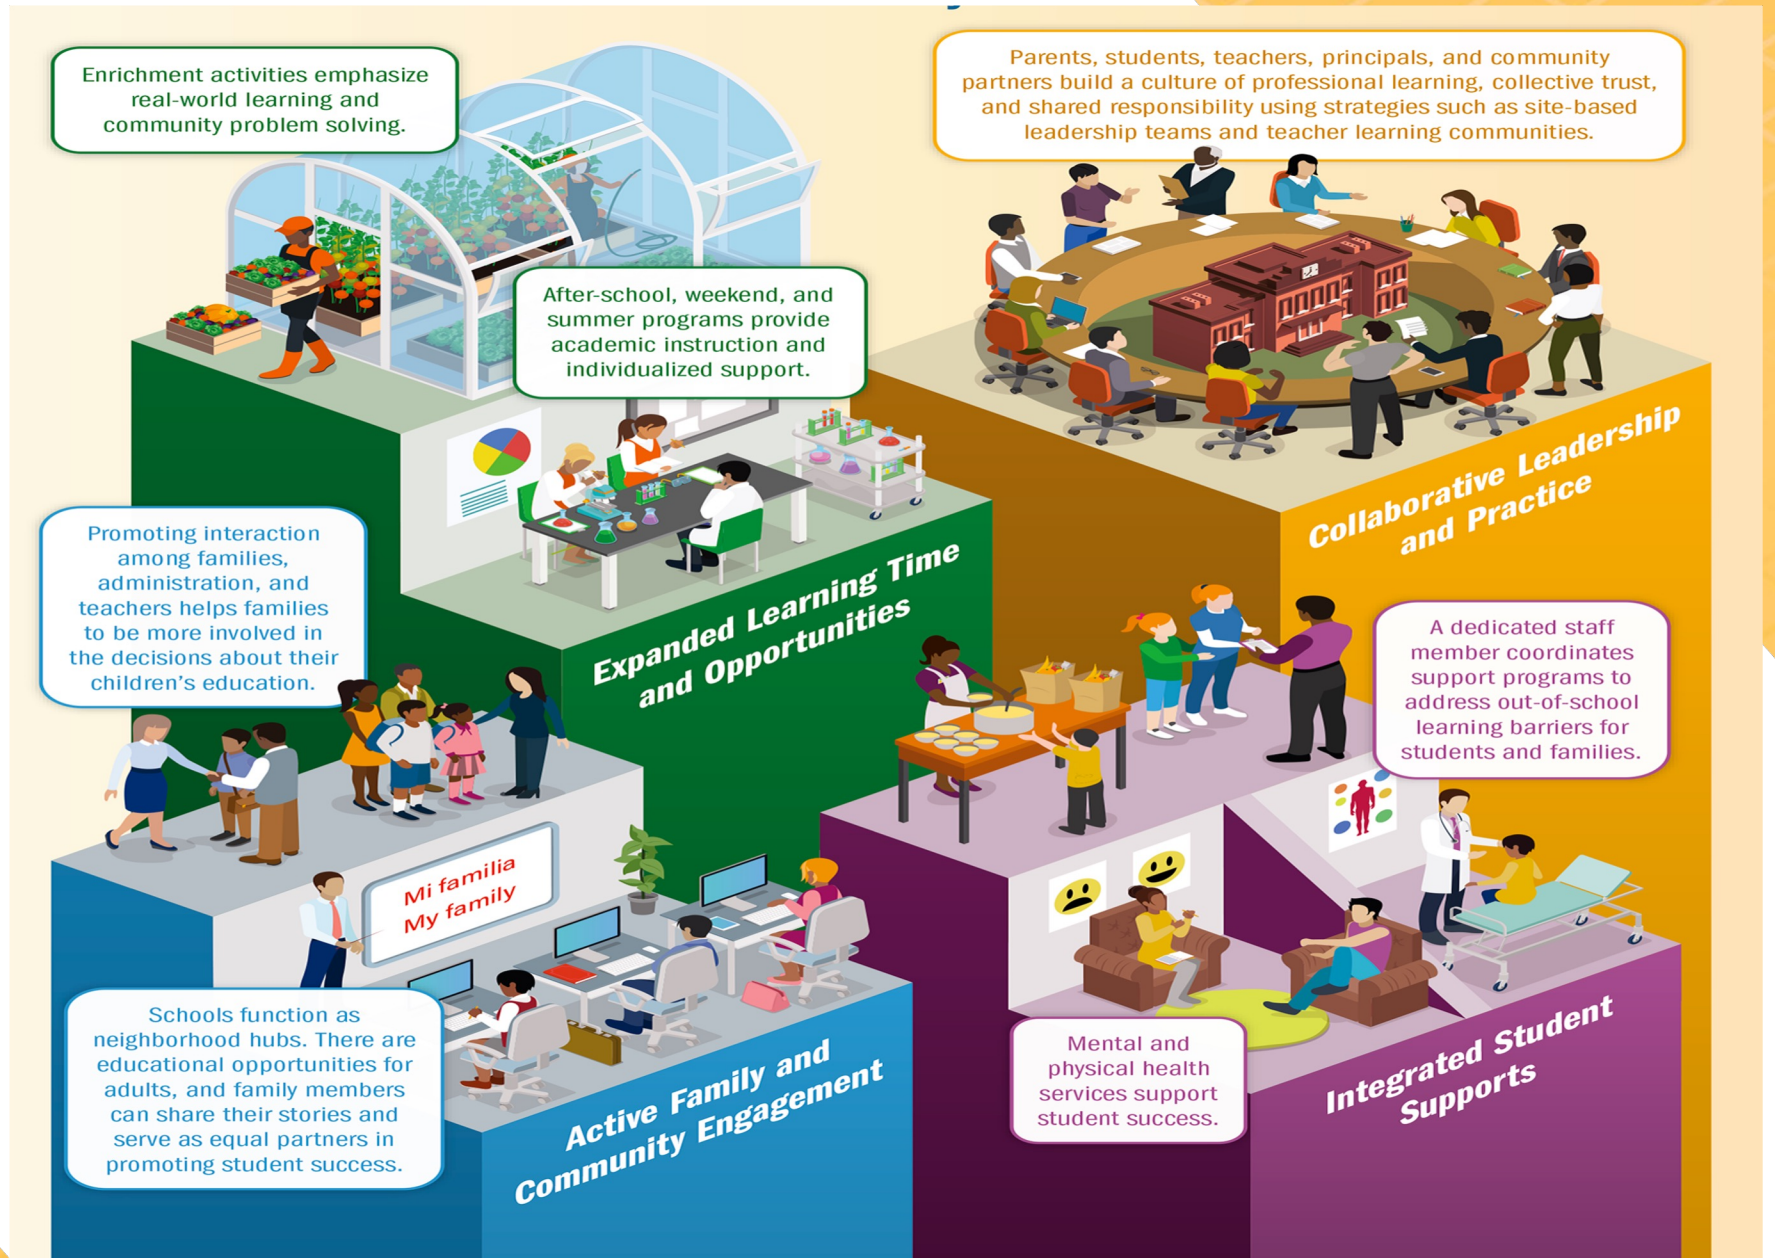 Enrichment activities emphasize
real-world learning and
community problem solving.
Parents, students, teachers, principals, and community
partners build a culture of professional learning, collective trust,
and shared responsibility using strategies such as site-based
leadership teams and teacher learning communities.
After-school, weekend, and
summer programs provide
academic instruction and
individualized support.
Collaborative Leadership
and Practice
Expanded Learning Time
and Opportunities
Promoting interaction
among families,
administration, and
teachers helps families
to be more involved in
the decisions about their
children's education.
A dedicated staff
member coordinates
support programs to
address out-of-school
learning barriers for
students and families.
Mi familia
My family
Schools function as
neighborhood hubs. There are
educational opportunities for
adults, and family members
can share their stories and
serve as equal partners in
promoting student success.
Active Family and
Community Engagement
Mental and
physical health
services support
student success.
Integrated Student
Supports